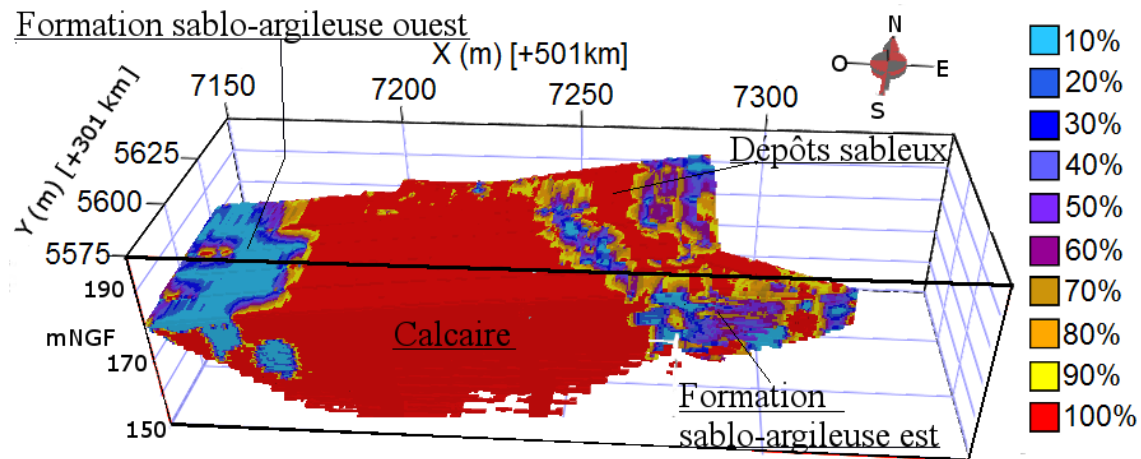 Formation sablo-argileuse ouest
X (m) [+501km]
7150
7200
7250
7300
N
O
E
S
10%
20%
30%
40%
50%
60%
70%
80%
90%
100%
Y (m) [+301 km]
5625
5600
5575
190
mNGF
170
150
Dépôts sableux
Calcaire
Formation
sablo-argileuse est